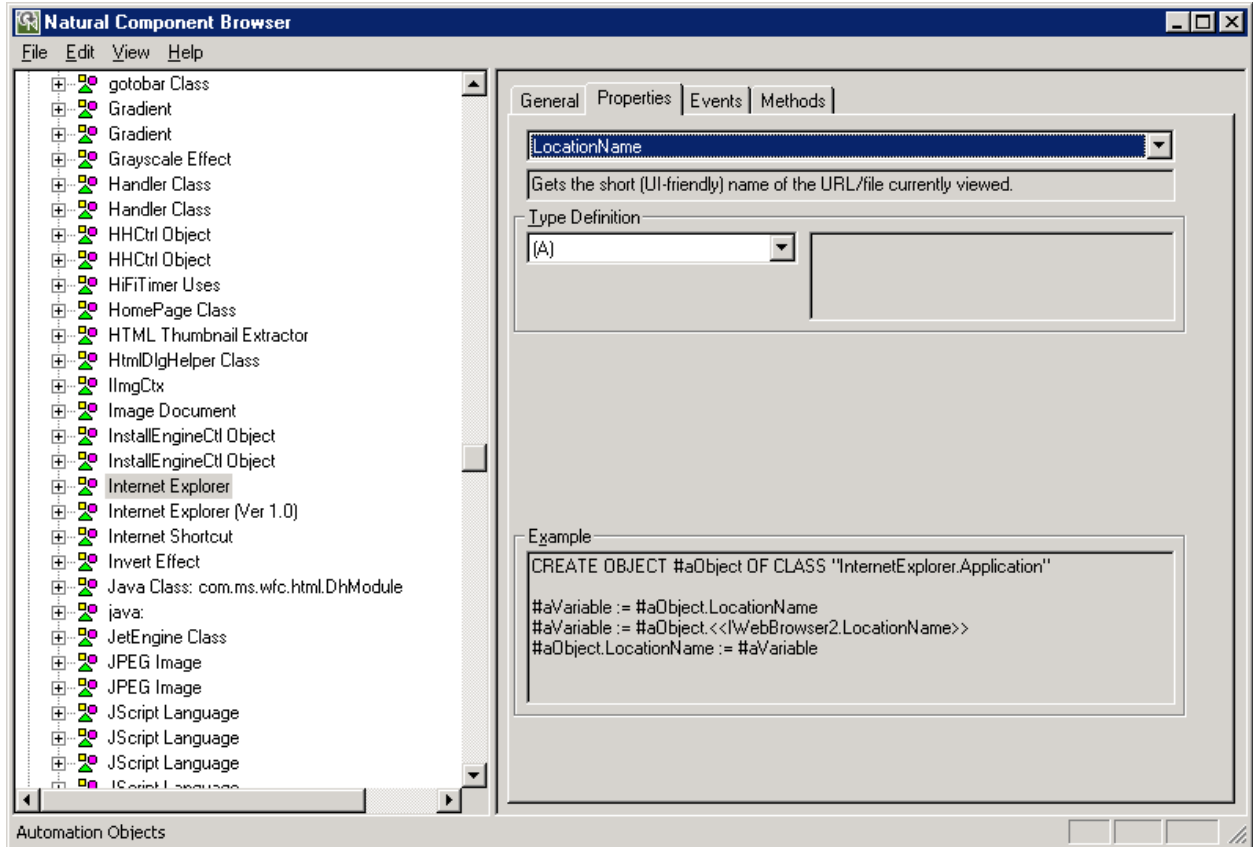 Natural Component Browser
File Edit View Help
gotobar Class
Gradient
Gradient
Grayscale Effect
Handler Class
Handler Class
HHCtrl Object
HHCtrl Object
HiFiTimer Uses
HomePage Class
HTML Thumbnail Extractor
HtmlDlgHelper Class
IImgCtx
Image Document
InstallEngineCtl Object
InstallEngineCtl Object
Internet Explorer
Internet Explorer (Ver 1.0)
Internet Shortcut
Invert Effect
Java Class: com.ms.wfc.html.DhModule
java:
JetEngine Class
JPEG Image
JPEG Image
JScript Language
JScript Language
JScript Language
JScript Language
General Properties Events Methods
LocationName
Gets the short (UI-friendly) name of the URL/file currently viewed.
Type Definition
(A)
Example
CREATE OBJECT #aObject OF CLASS "InternetExplorer.Application"
#aVariable := #aObject.LocationName
#aVariable := #aObject.<<IWebBrowser2.LocationName>>
#aObject.LocationName := #aVariable
Automation Objects